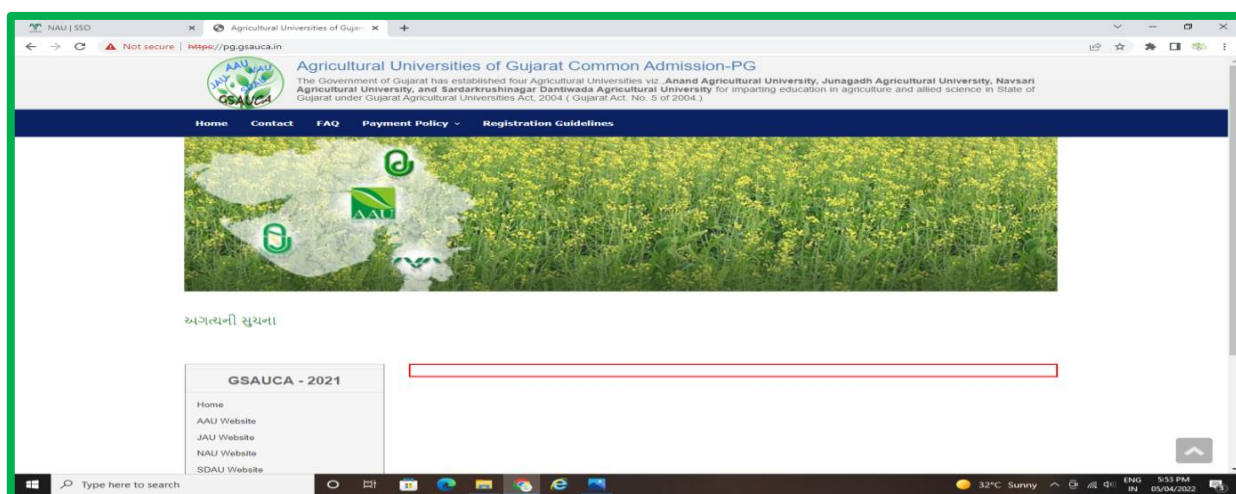 NAU | SSO
Agricultural Universities of Gujar
Not secure | https://pg.gsauca.in
AAU
NAU
JAU
SDAU
GSAUCA
Agricultural Universities of Gujarat Common Admission-PG
The Government of Gujarat has established four Agricultural Universities viz. ,Anand Agricultural University, Junagadh Agricultural University, Navsari
Agricultural University, and Sardarkrushinagar Dantiwada Agricultural University for imparting education in agriculture and allied science in State of
Gujarat under Gujarat Agricultural Universities Act, 2004 ( Gujarat Act. No. 5 of 2004.)
Home Contact FAQ Payment Policy Registration Guidelines
AAU
અગત્યની સુચના
GSAUCA - 2021
Home
AAU Website
JAU Website
NAU Website
SDAU Website
Type here to search
32°C Sunny
ENG
IN
5:53 PM
05/04/2022
3